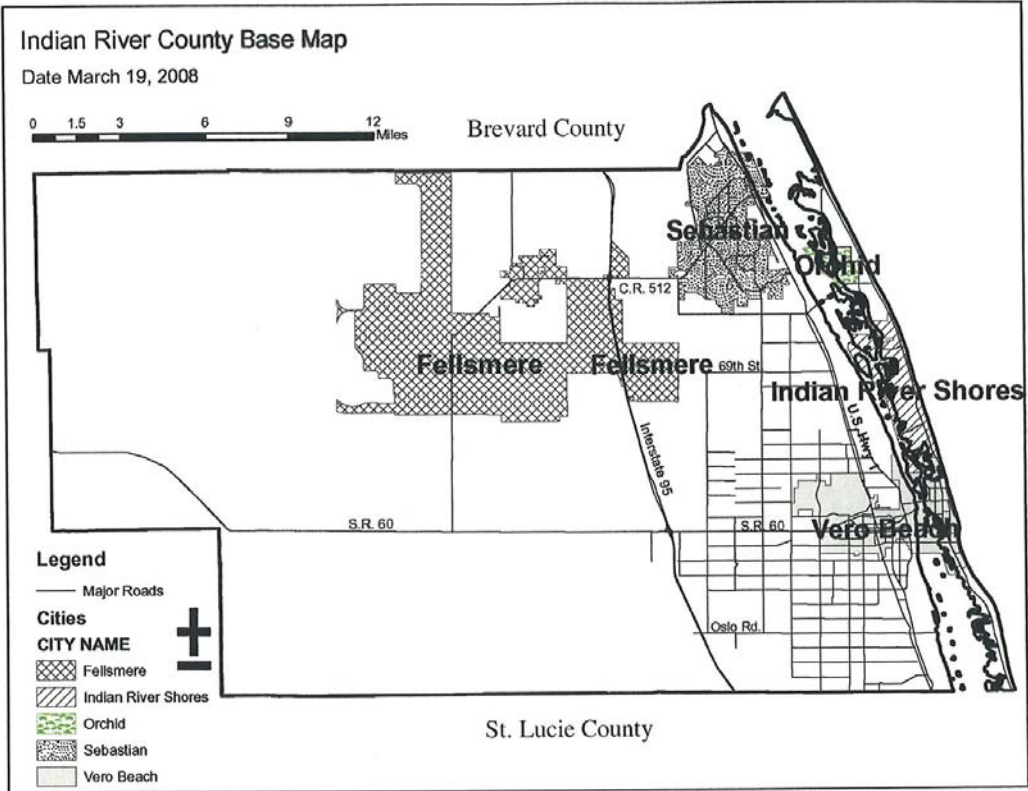 Indian River County Base Map
Date March 19, 2008
0 1.5 3 6 9 12
Miles
Brevard County
Sebastian
Orchid
C.R. 512
Fellsmere
Fellsmere
69th St
Indian River Shores
U.S. Hwy 1
Interstate 95
S.R. 60
S.R. 60
Vero Beach
Oslo Rd.
Legend
Major Roads
Cities
CITY NAME
Fellsmere
Indian River Shores
Orchid
Sebastian
Vero Beach
St. Lucie County